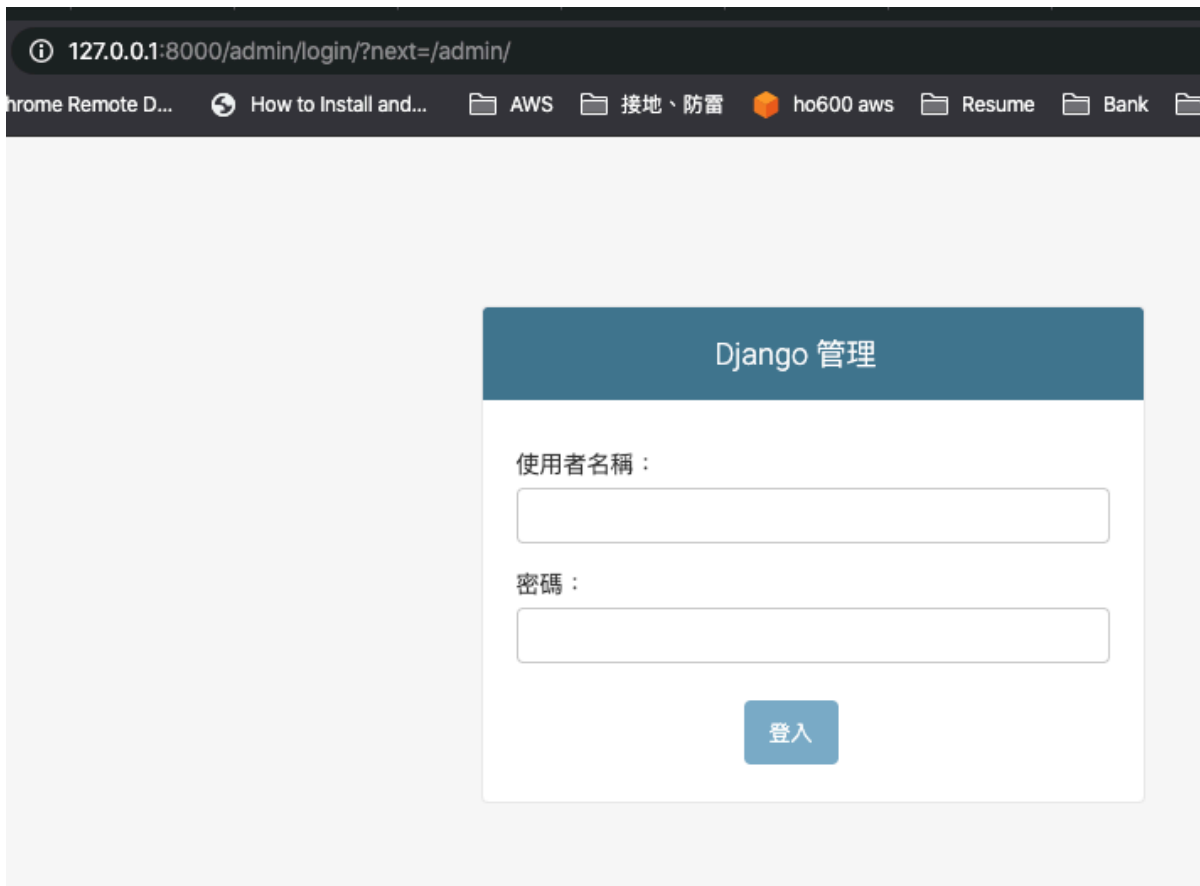 127.0.0.1:8000/admin/login/?next=/admin/
hrome Remote D... How to Install and... AWS 接地、防雷 ho600 aws Resume Bank
Django 管理
使用者名稱：
密碼：
登入